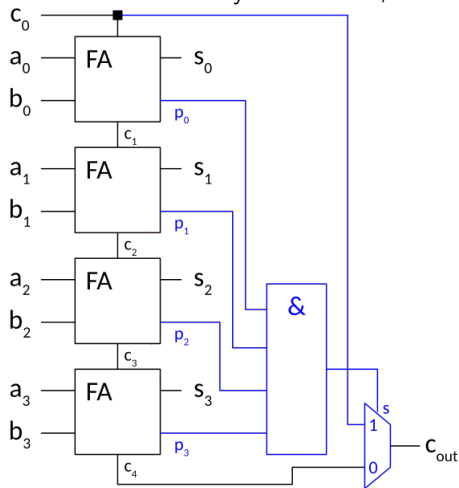 c0
a0 FA s0
b0 p0
c1
a1 FA s1
b1 p1
c2
a2 FA s2 &
b2 p2
c3
a3 FA s3 s
b3 p3 1 cout
c4 0